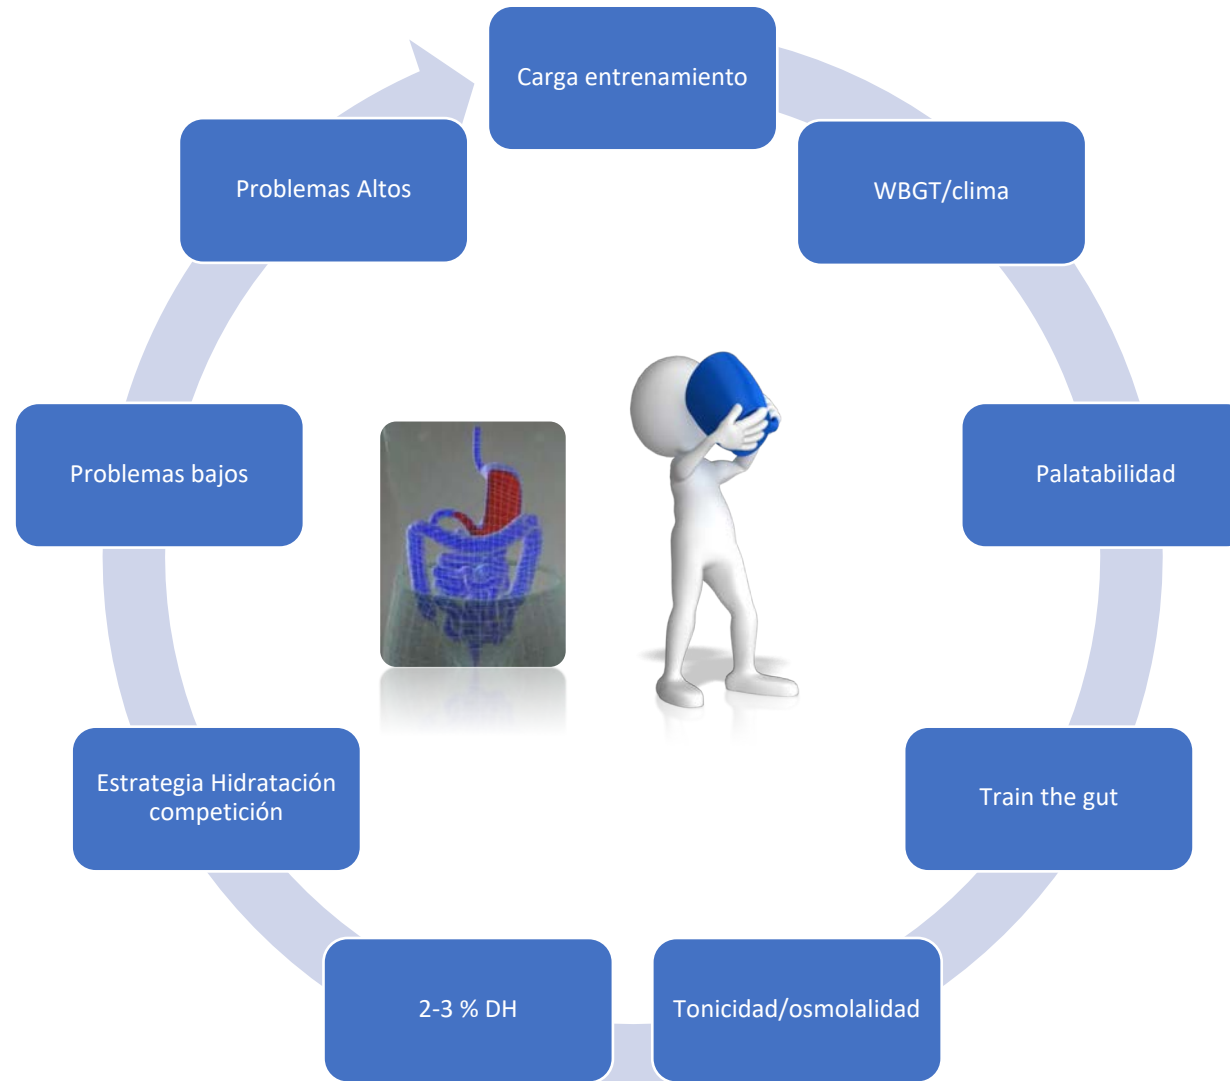 Carga entrenamiento
WBGT/clima
Palatabilidad
Train the gut
Tonicidad/osmolalidad
2-3 % DH
Estrategia Hidratación
competición
Problemas bajos
Problemas Altos